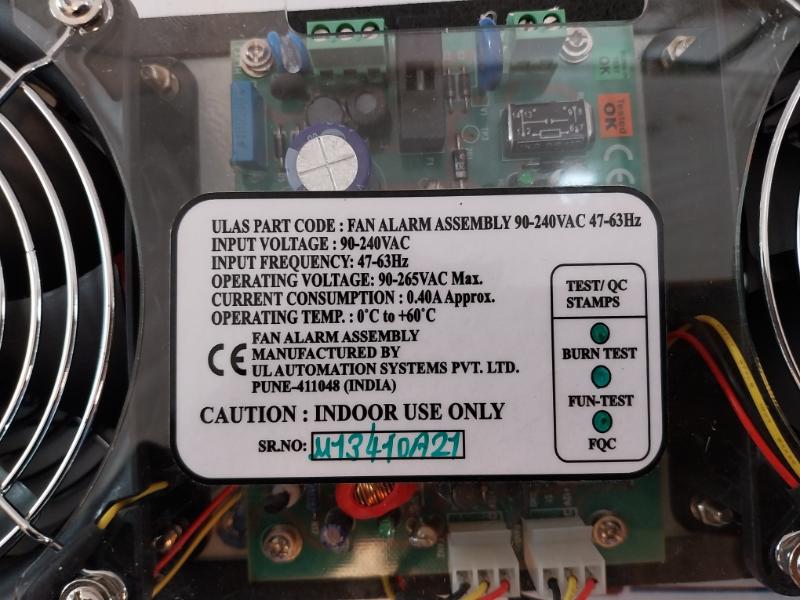 Tested
OK
CE
ULAS PART CODE : FAN ALARM ASSEMBLY 90-240VAC 47-63Hz
INPUT VOLTAGE : 90-240VAC
INPUT FREQUENCY: 47-63Hz
OPERATING VOLTAGE: 90-265VAC Max.
CURRENT CONSUMPTION : 0.40A Approx.
OPERATING TEMP. : 0°C to +60°C
CE
FAN ALARM ASSEMBLY
MANUFACTURED BY
UL AUTOMATION SYSTEMS PVT. LTD.
PUNE-411048 (INDIA)
CAUTION : INDOOR USE ONLY
SR.NO:
TEST/ QC
STAMPS
BURN TEST
FUN-TEST
FQC